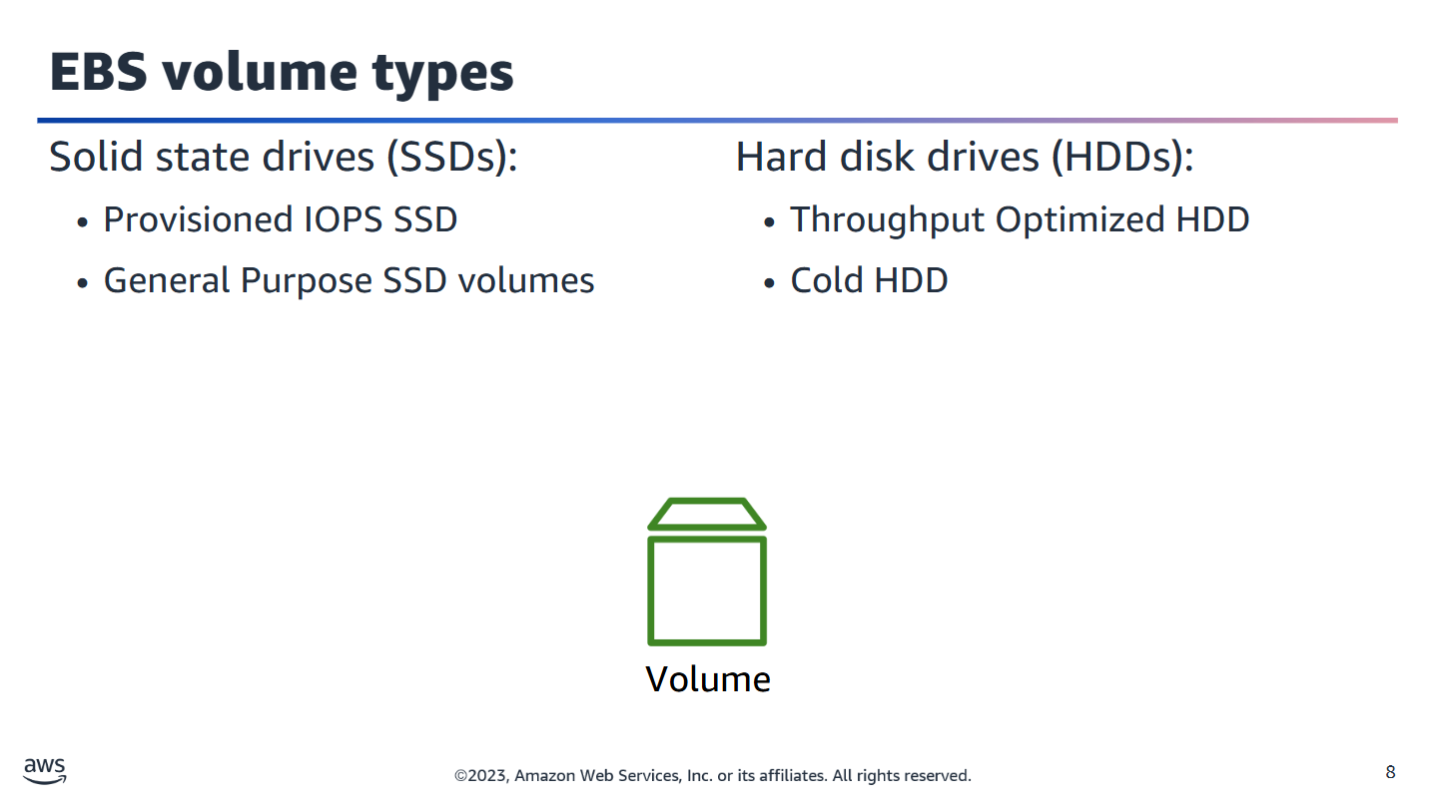 EBS volume types
Solid state drives (SSDs):
• Provisioned IOPS SSD
• General Purpose SSD volumes
Hard disk drives (HDDs):
• Throughput Optimized HDD
• Cold HDD
Volume
aws
©2023, Amazon Web Services, Inc. or its affiliates. All rights reserved.
8